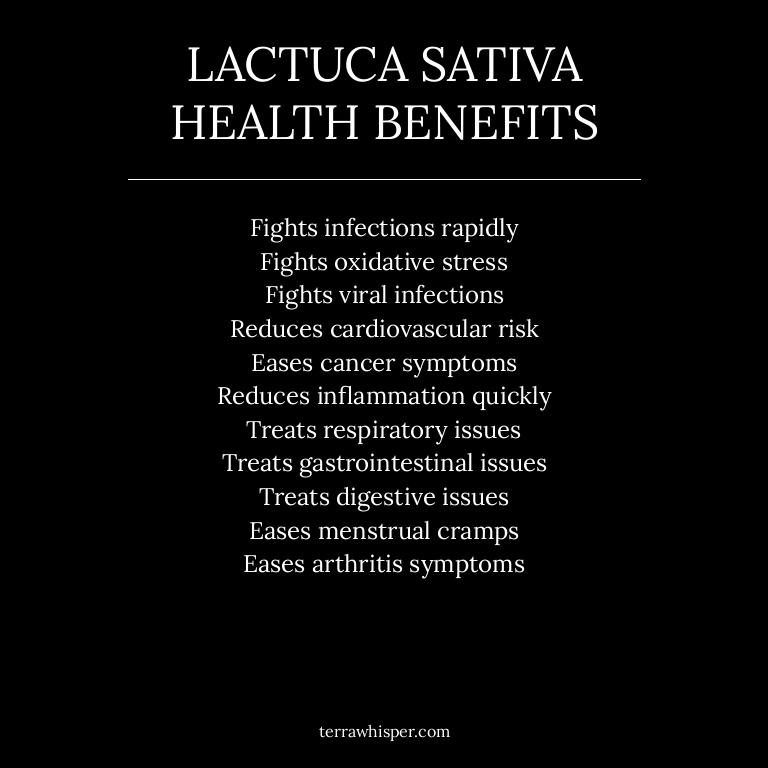 LACTUCA SATIVA
HEALTH BENEFITS
Fights infections rapidly
Fights oxidative stress
Fights viral infections
Reduces cardiovascular risk
Eases cancer symptoms
Reduces inflammation quickly
Treats respiratory issues
Treats gastrointestinal issues
Treats digestive issues
Eases menstrual cramps
Eases arthritis symptoms
terrawhisper.com